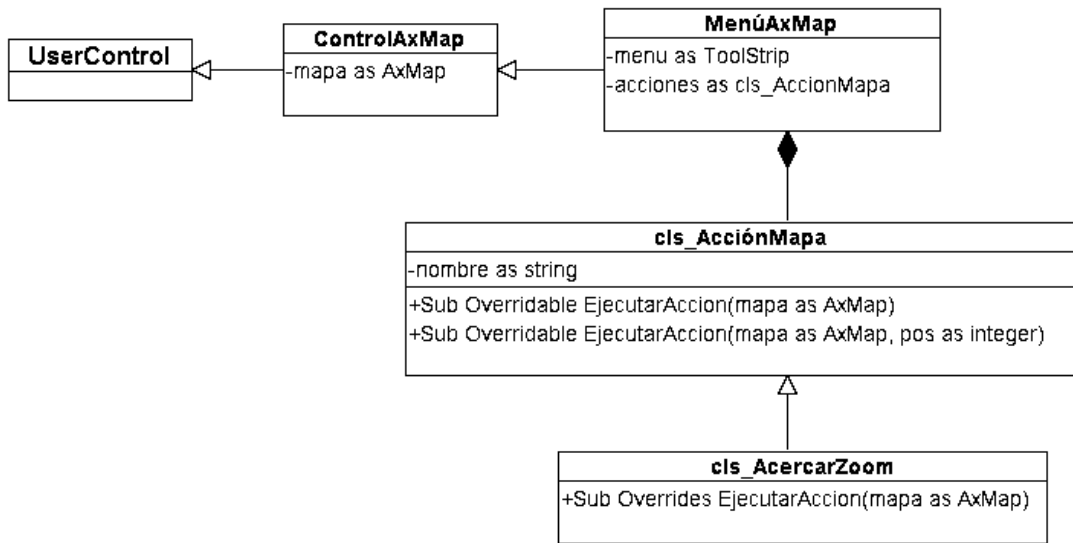 UserControl
ControlAxMap
-mapa as AxMap
MenúAxMap
-menu as ToolStrip
-acciones as cls_AccionMapa
cls_AcciónMapa
-nombre as string
+Sub Overridable EjecutarAccion(mapa as AxMap)
+Sub Overridable EjecutarAccion(mapa as AxMap, pos as integer)
cls_AcercarZoom
+Sub Overrides EjecutarAccion(mapa as AxMap)